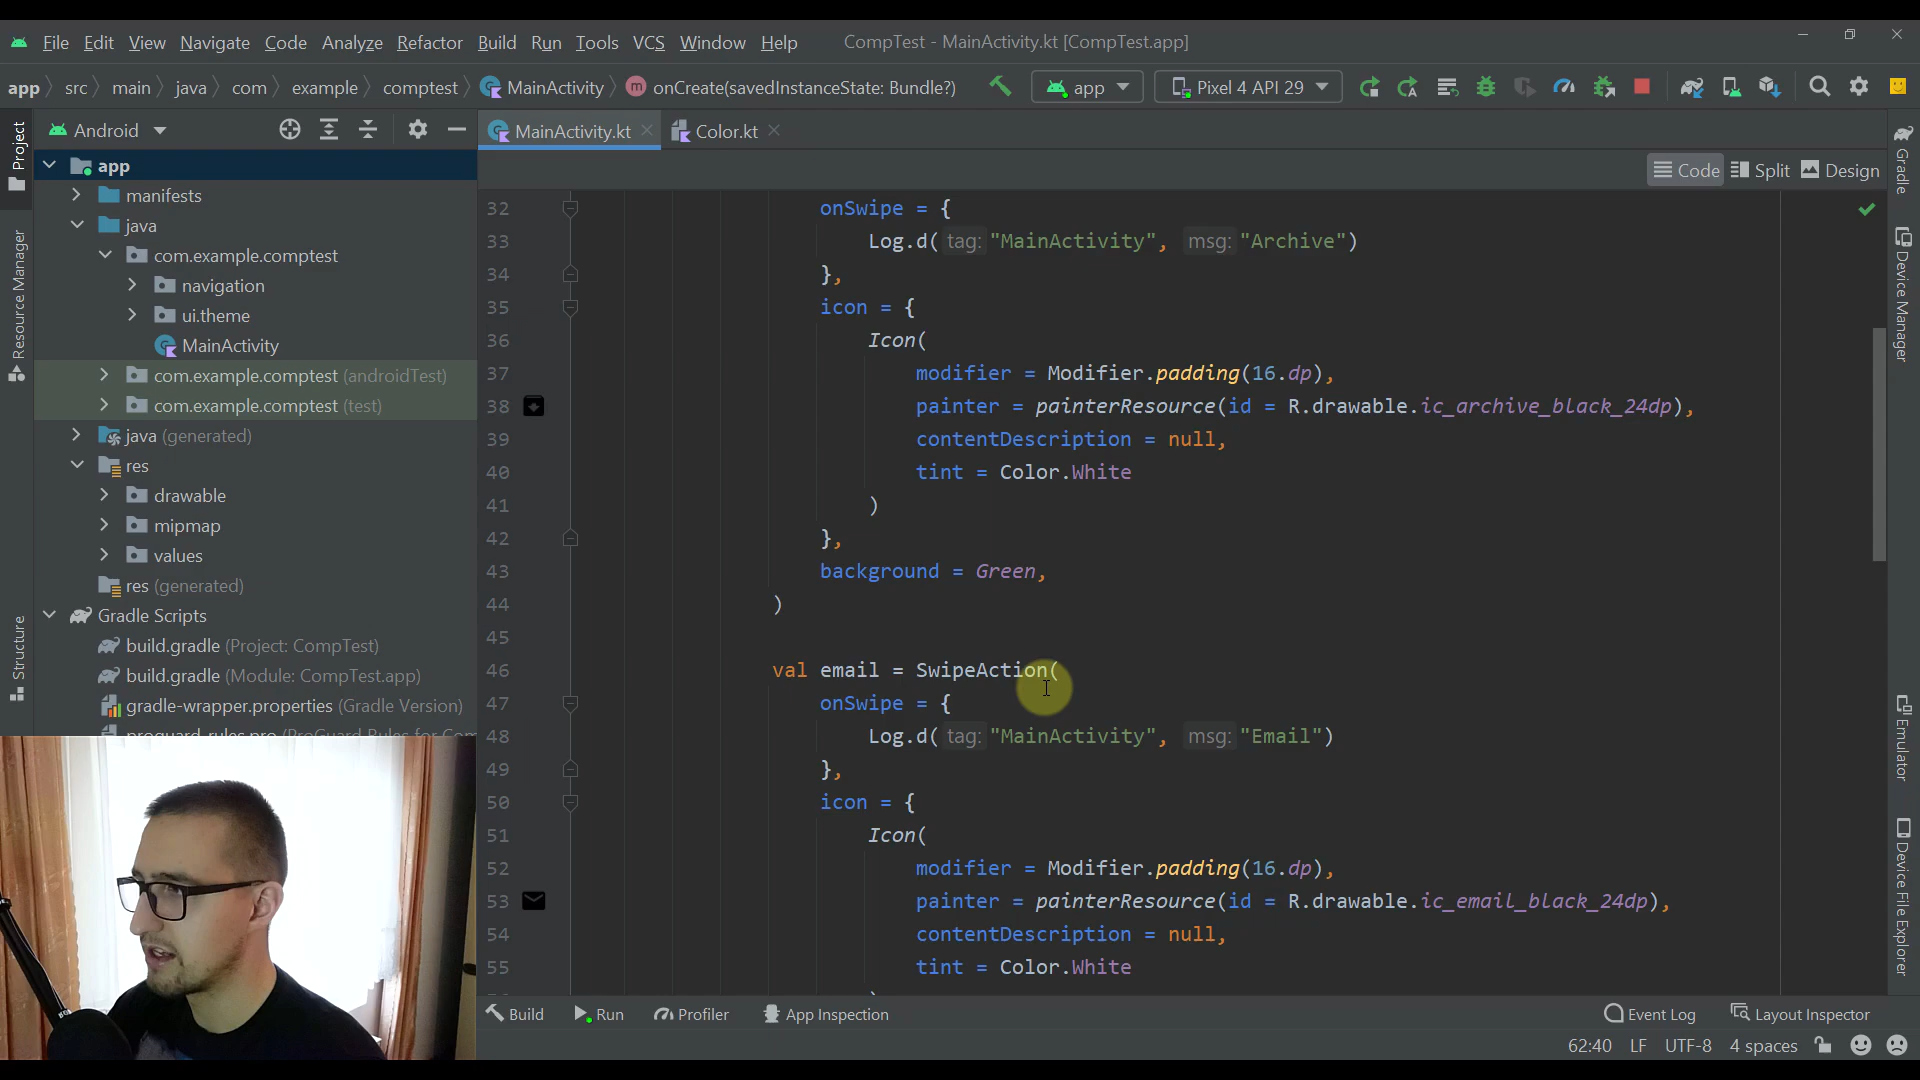 File Edit View Navigate Code Analyze Refactor Build Run Tools VCS Window Help CompTest - MainActivity.kt [CompTest.app]
app src main java com example comptest MainActivity m onCreate(savedInstanceState: Bundle?) app Pixel 4 API 29
Project
Resource Manager
Structure
Android
app
manifests
java
com.example.comptest
navigation
ui.theme
MainActivity
com.example.comptest (androidTest)
com.example.comptest (test)
java (generated)
res
drawable
mipmap
values
res (generated)
Gradle Scripts
build.gradle (Project: CompTest)
build.gradle (Module: CompTest.app)
gradle-wrapper.properties (Gradle Version)
proguard-rules.pro (ProGuard Rules for Com
MainActivity.kt Color.kt
Code Split Design
32 onSwipe = {
33 Log.d( tag: "MainActivity", msg: "Archive")
34 },
35 icon = {
36 Icon(
37 modifier = Modifier.padding(16.dp),
38 painter = painterResource(id = R.drawable.ic_archive_black_24dp),
39 contentDescription = null,
40 tint = Color.White
41 )
42 },
43 background = Green,
44 )
45
46 val email = SwipeAction(
47 onSwipe = {
48 Log.d( tag: "MainActivity", msg: "Email")
49 },
50 icon = {
51 Icon(
52 modifier = Modifier.padding(16.dp),
53 painter = painterResource(id = R.drawable.ic_email_black_24dp),
54 contentDescription = null,
55 tint = Color.White
Gradle
Device Manager
Emulator
Device File Explorer
Build Run Profiler App Inspection Event Log Layout Inspector
62:40 LF UTF-8 4 spaces